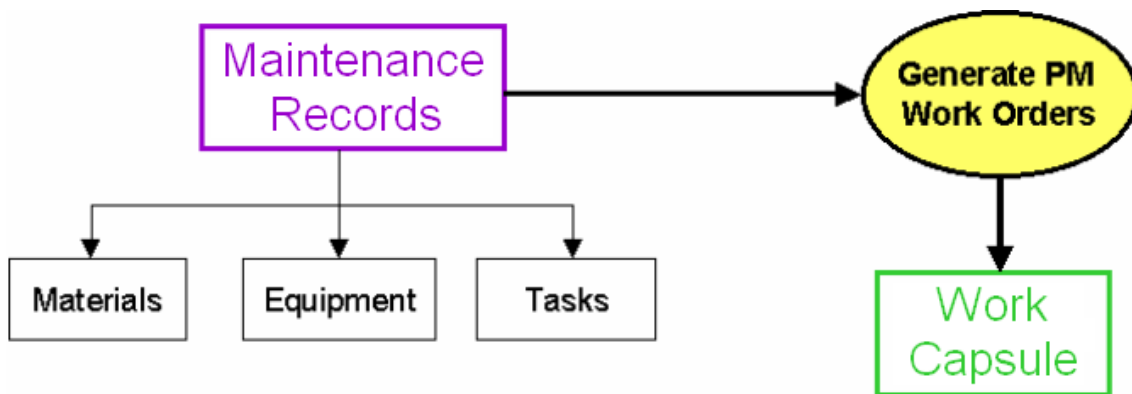 Maintenance
Records
Generate PM
Work Orders
Materials
Equipment
Tasks
Work
Capsule